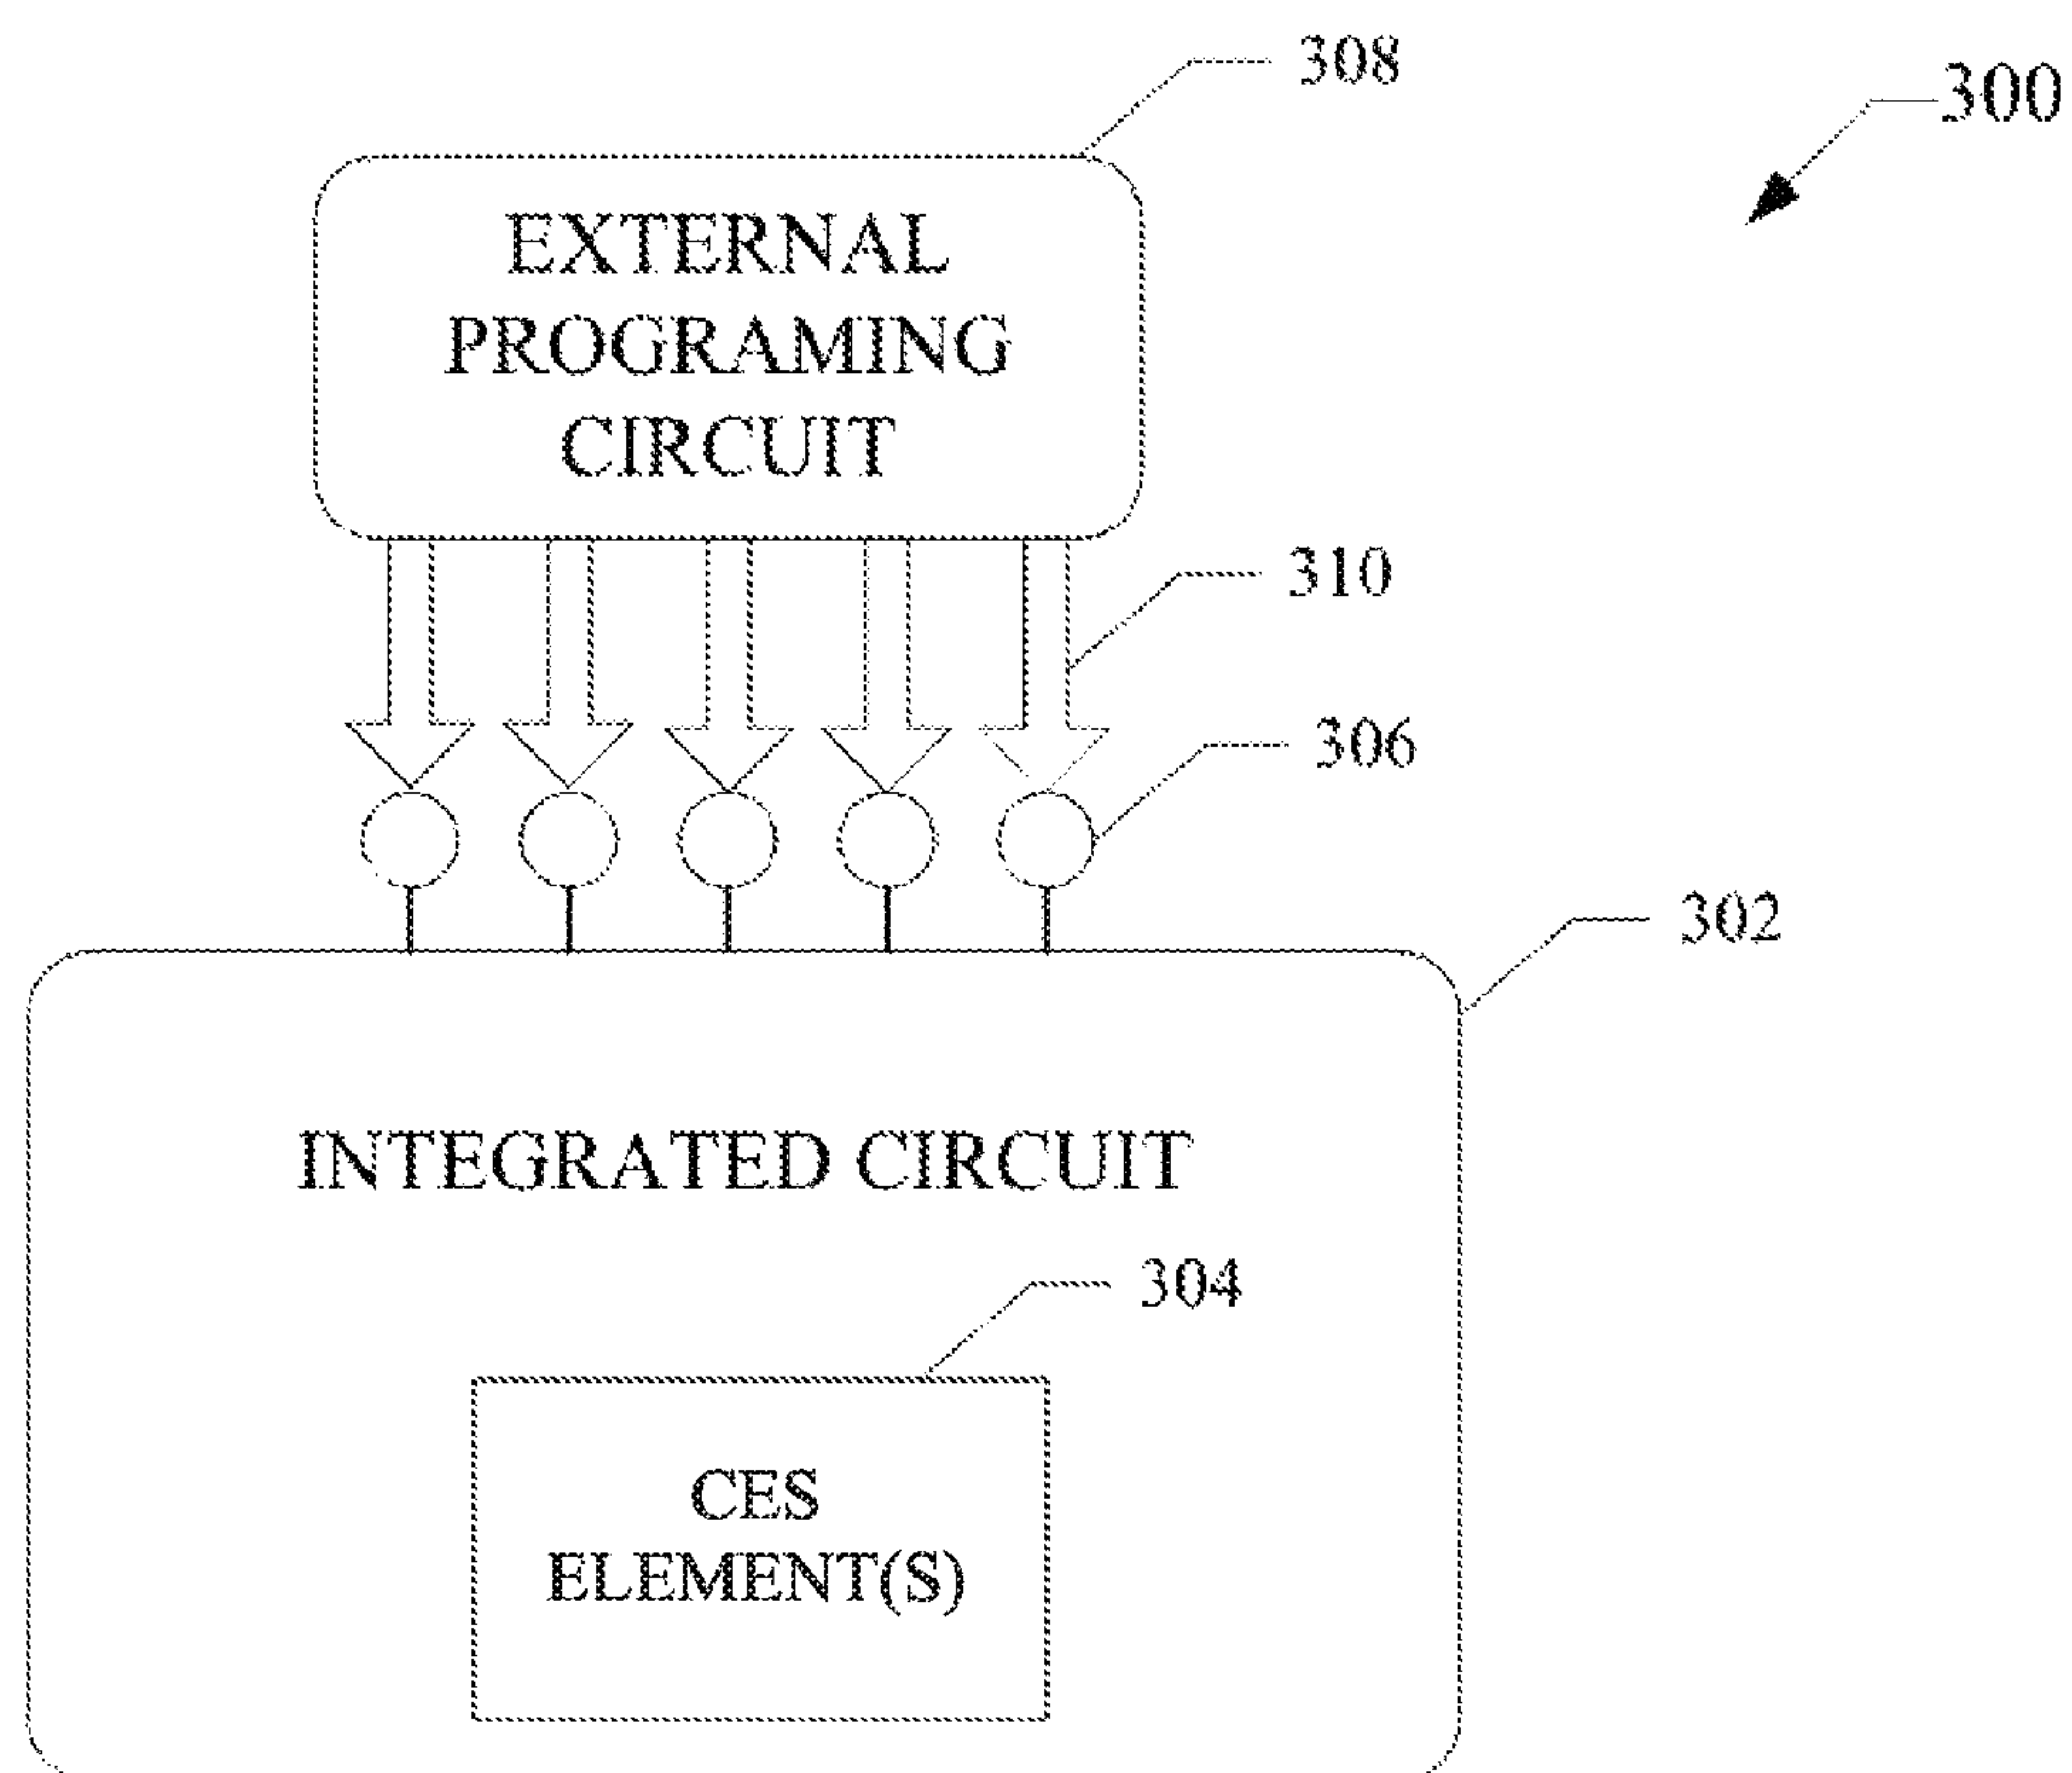 308
300
EXTERNAL
PROGRAMING
CIRCUIT
310
306
302
INTEGRATED CIRCUIT
304
CES
ELEMENT(S)